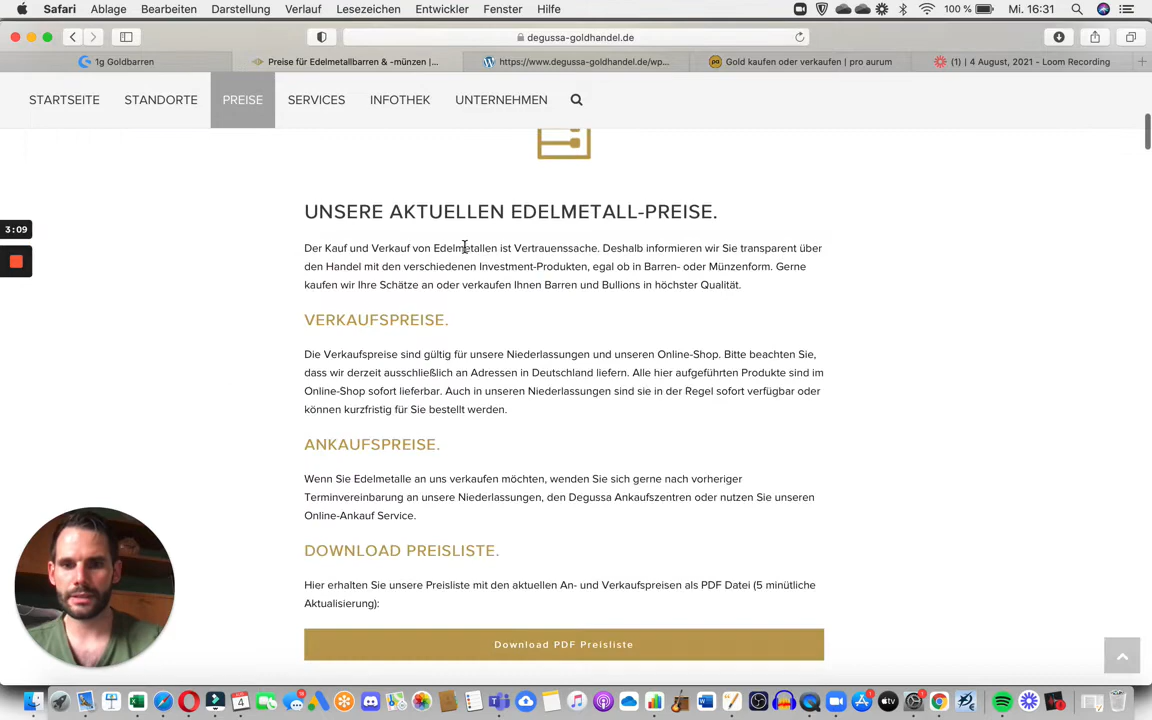 Safari Ablage Bearbeiten Darstellung Verlauf Lesezeichen Entwickler Fenster Hilfe 100 % Mi. 16:31
degussa-goldhandel.de
1g Goldbarren Preise für Edelmetallbarren & -münzen |... https://www.degussa-goldhandel.de/wp... Gold kaufen oder verkaufen | pro aurum (1) | 4 August, 2021 - Loom Recording
STARTSEITE STANDORTE PREISE SERVICES INFOTHEK UNTERNEHMEN
3:09
UNSERE AKTUELLEN EDELMETALL-PREISE.
Der Kauf und Verkauf von Edelmetallen ist Vertrauenssache. Deshalb informieren wir Sie transparent über
den Handel mit den verschiedenen Investment-Produkten, egal ob in Barren- oder Münzenform. Gerne
kaufen wir Ihre Schätze an oder verkaufen Ihnen Barren und Bullions in höchster Qualität.
VERKAUFSPREISE.
Die Verkaufspreise sind gültig für unsere Niederlassungen und unseren Online-Shop. Bitte beachten Sie,
dass wir derzeit ausschließlich an Adressen in Deutschland liefern. Alle hier aufgeführten Produkte sind im
Online-Shop sofort lieferbar. Auch in unseren Niederlassungen sind sie in der Regel sofort verfügbar oder
können kurzfristig für Sie bestellt werden.
ANKAUFSPREISE.
Wenn Sie Edelmetalle an uns verkaufen möchten, wenden Sie sich gerne nach vorheriger
Terminvereinbarung an unsere Niederlassungen, den Degussa Ankaufszentren oder nutzen Sie unseren
Online-Ankauf Service.
DOWNLOAD PREISLISTE.
Hier erhalten Sie unsere Preisliste mit den aktuellen An- und Verkaufspreisen als PDF Datei (5 minütliche
Aktualisierung):
Download PDF Preisliste